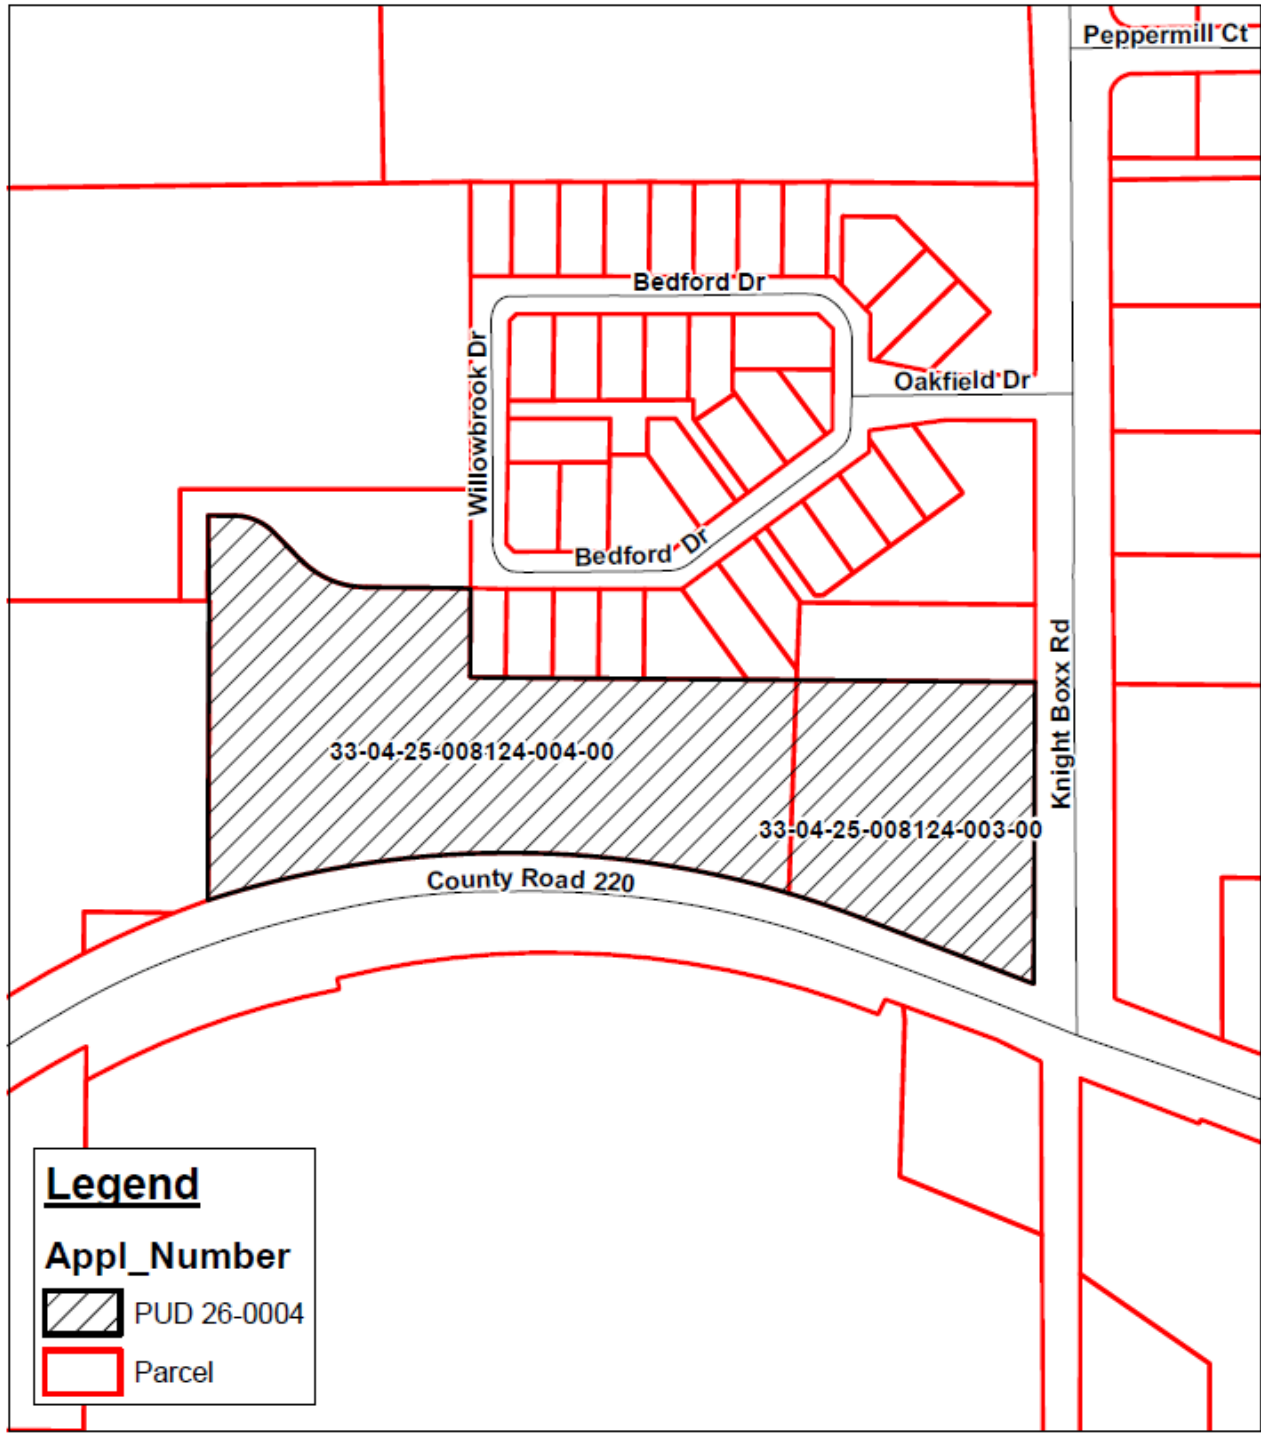 Peppermill Ct
Bedford Dr
Willowbrook Dr
Oakfield Dr
Bedford Dr
Knight Boxx Rd
33-04-25-008124-004-00
33-04-25-008124-003-00
County Road 220
Legend
Appl_Number
PUD 26-0004
Parcel